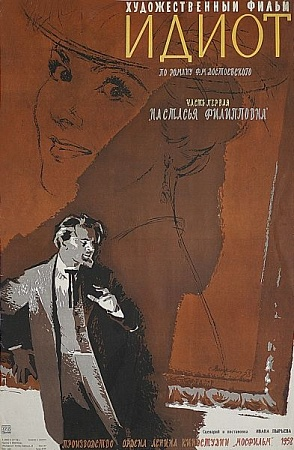 ХУДОЖЕСТВЕННЫЙ ФИЛЬМ
ИДИОТ
ПО РОМАНУ Ф.М. ДОСТОЕВСКОГО
ЧАСТЬ ПЕРВАЯ
"НАСТАСЬЯ ФИЛИППОВНА"
Сценарий и постановка ИВАНА ПЫРЬЕВА
ПРОИЗВОДСТВО ОРДЕНА ЛЕНИНА КИНОСТУДИИ "МОСФИЛЬМ" 1958